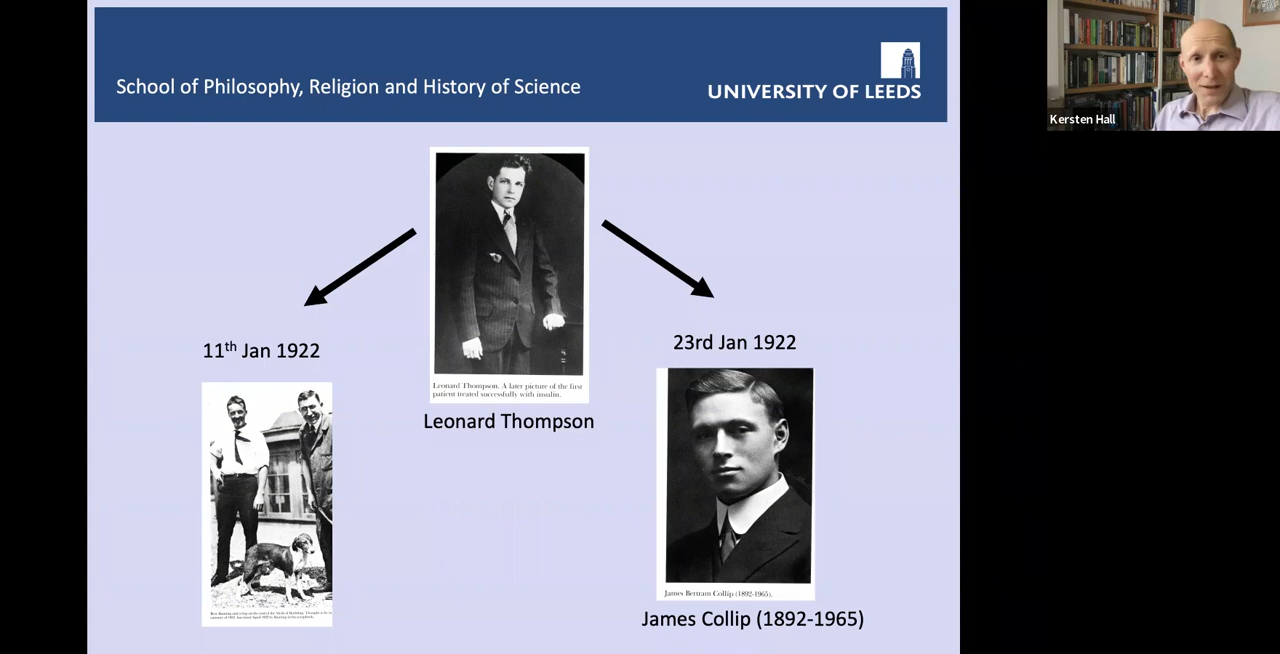 School of Philosophy, Religion and History of Science
UNIVERSITY OF LEEDS
Kersten Hall
Leonard Thompson. A later picture of the first
patient treated successfully with insulin.
Leonard Thompson
11th Jan 1922
23rd Jan 1922
James Bertram Collip (1892-1965).
James Collip (1892-1965)